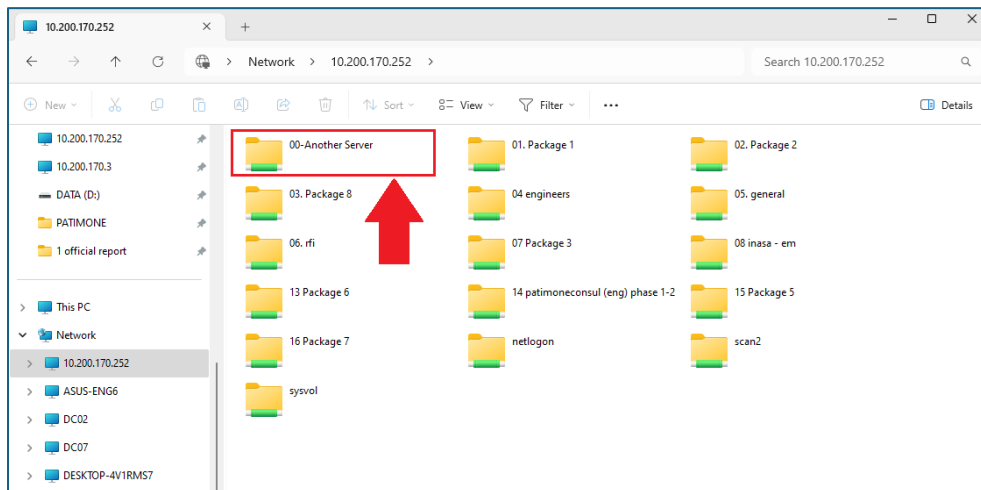 10.200.170.252
Network > 10.200.170.252 >
Search 10.200.170.252
New
Sort
View
Filter
Details
10.200.170.252
10.200.170.3
DATA (D:)
PATIMONE
1 official report
This PC
Network
10.200.170.252
ASUS-ENG6
DC02
DC07
DESKTOP-4V1RMS7
00-Another Server
01. Package 1
02. Package 2
03. Package 8
04 engineers
05. general
06. rfi
07 Package 3
08 inasa - em
13 Package 6
14 patimoneconsul (eng) phase 1-2
15 Package 5
16 Package 7
netlogon
scan2
sysvol